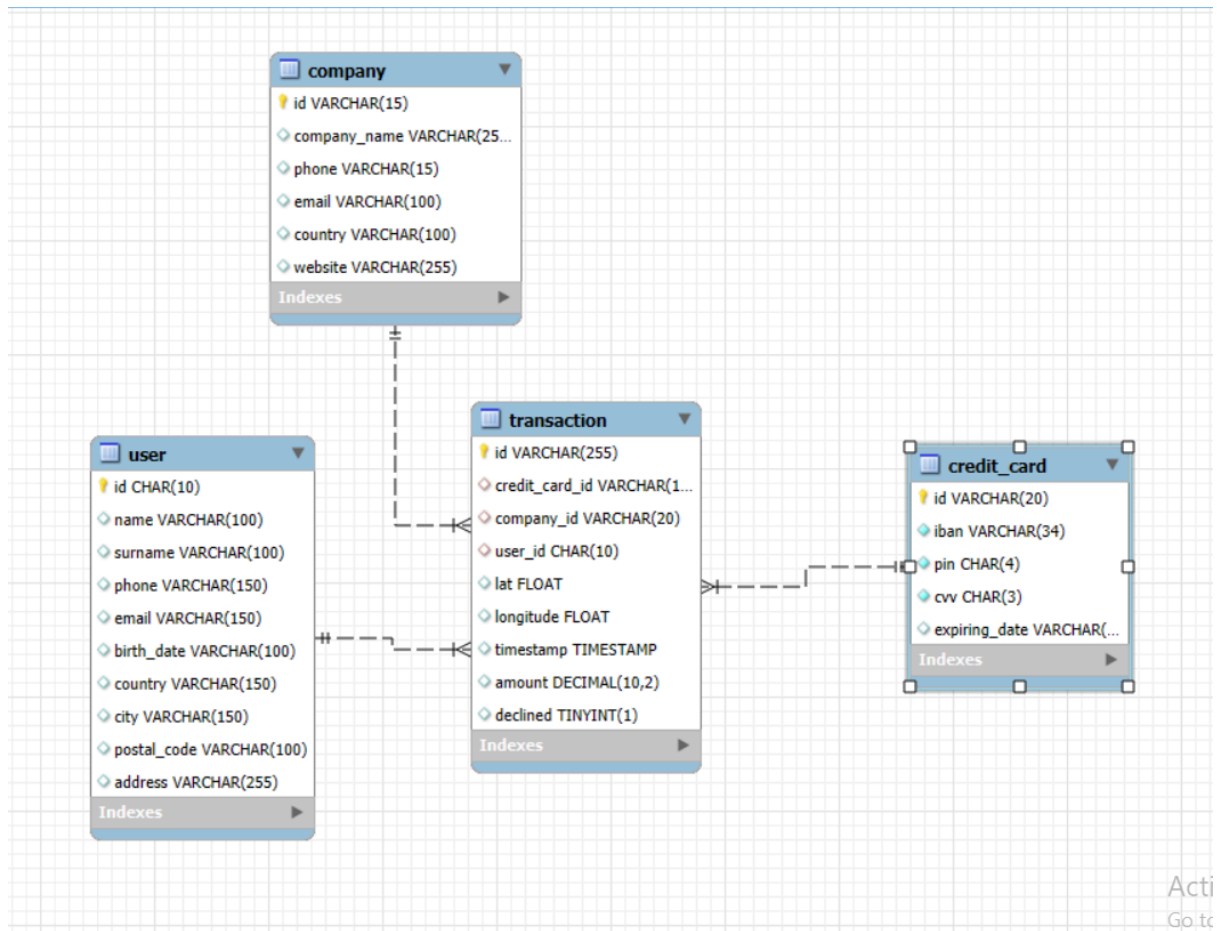 company
id VARCHAR(15)
company_name VARCHAR(25...
phone VARCHAR(15)
email VARCHAR(100)
country VARCHAR(100)
website VARCHAR(255)
Indexes
user
id CHAR(10)
name VARCHAR(100)
surname VARCHAR(100)
phone VARCHAR(150)
email VARCHAR(150)
birth_date VARCHAR(100)
country VARCHAR(150)
city VARCHAR(150)
postal_code VARCHAR(100)
address VARCHAR(255)
Indexes
transaction
id VARCHAR(255)
credit_card_id VARCHAR(1...
company_id VARCHAR(20)
user_id CHAR(10)
lat FLOAT
longitude FLOAT
timestamp TIMESTAMP
amount DECIMAL(10,2)
declined TINYINT(1)
Indexes
credit_card
id VARCHAR(20)
iban VARCHAR(34)
pin CHAR(4)
cvv CHAR(3)
expiring_date VARCHAR(...
Indexes
Acti
Go to